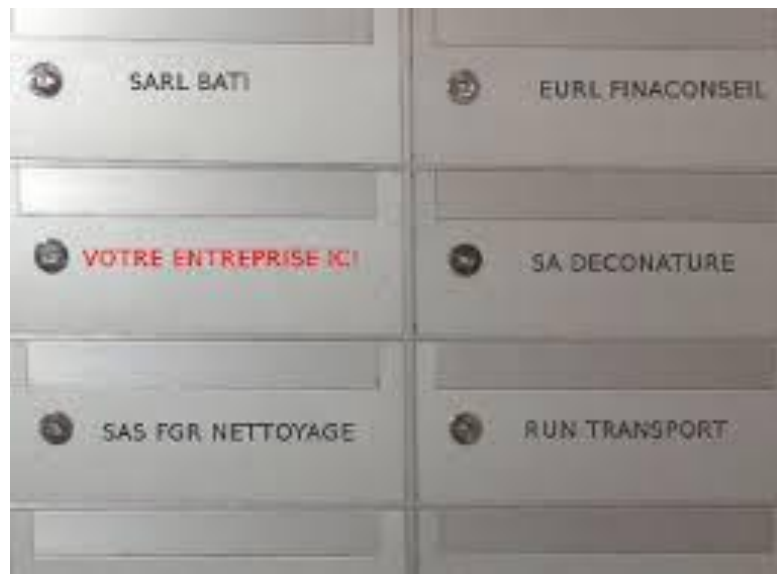 SARL BATI
EURL FINACONSEIL
VOTRE ENTREPRISE ICI
SA DECONATURE
SAS FGR NETTOYAGE
RUN TRANSPORT